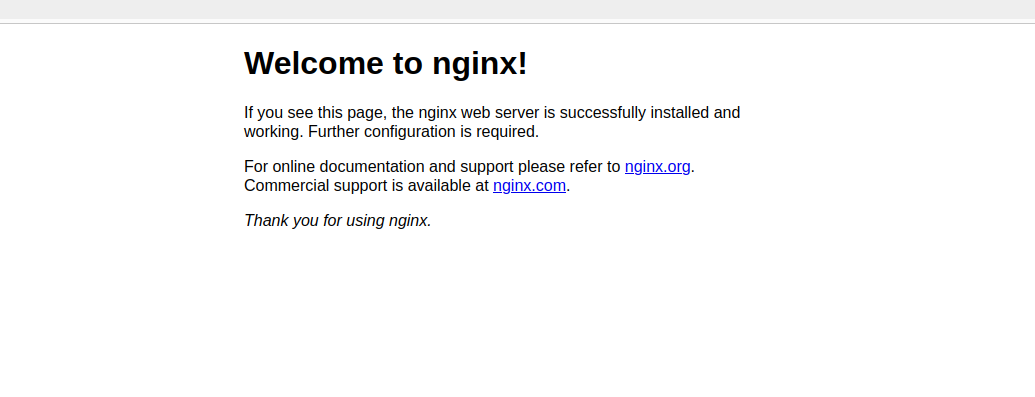 Welcome to nginx!
If you see this page, the nginx web server is successfully installed and
working. Further configuration is required.
For online documentation and support please refer to nginx.org.
Commercial support is available at nginx.com.
Thank you for using nginx.